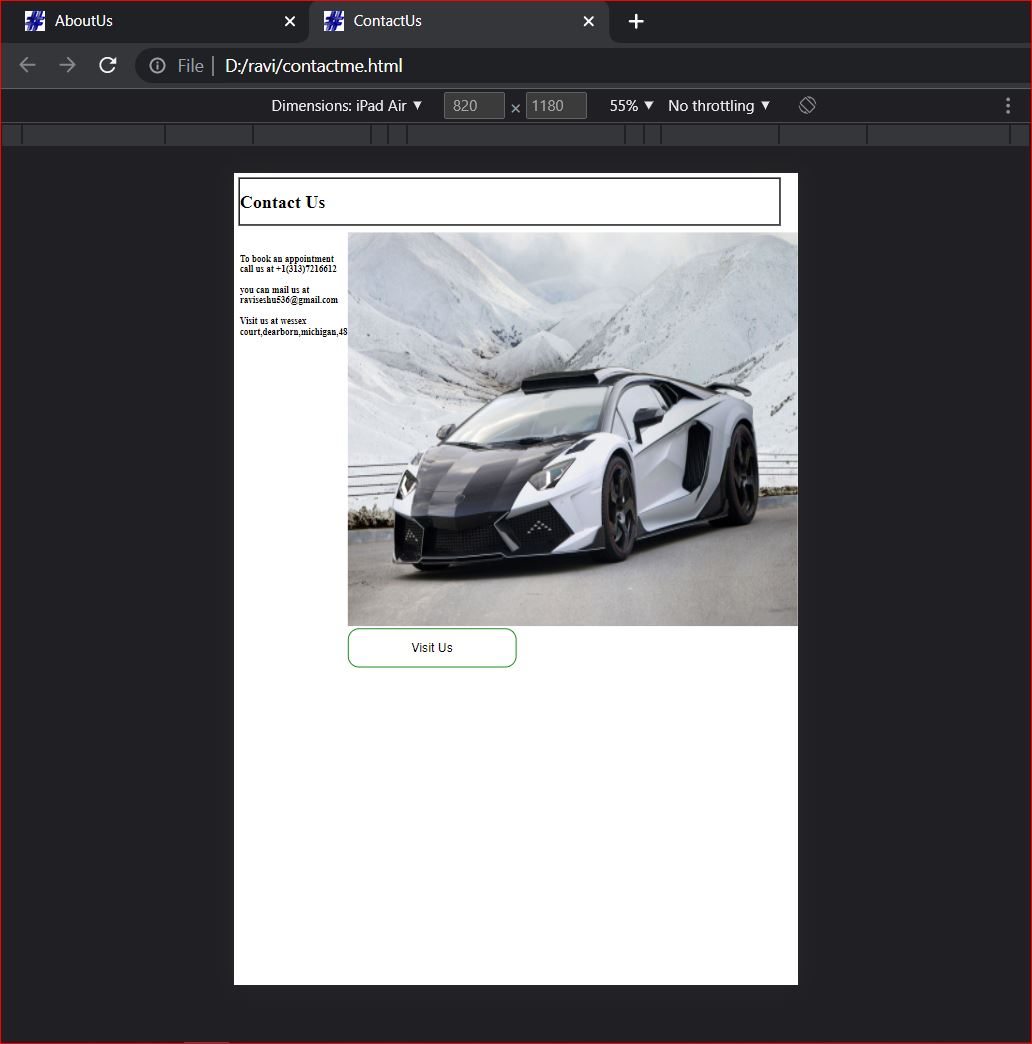 AboutUs
ContactUs
File
D:/ravi/contactme.html
Dimensions: iPad Air
820
×
1180
55%
No throttling
Contact Us
To book an appointment
call us at +1(313)7216612
you can mail us at
raviseshu536@gmail.com
Visit us at wessex
court,dearborn,michigan,48
Visit Us